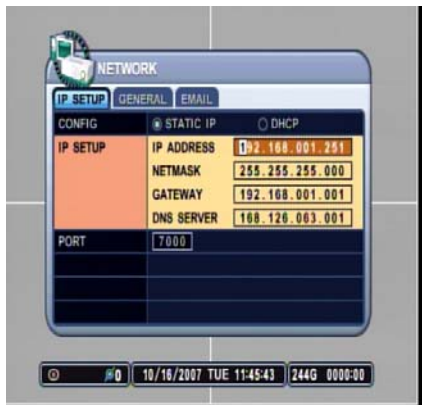 NETWORK
IP SETUP GENERAL EMAIL
CONFIG STATIC IP DHCP
IP SETUP IP ADDRESS 192.168.001.251
NETMASK 255.255.255.000
GATEWAY 192.168.001.001
DNS SERVER 168.126.063.001
PORT 7000
0 10/16/2007 TUE 11:45:43 244G 0000:00